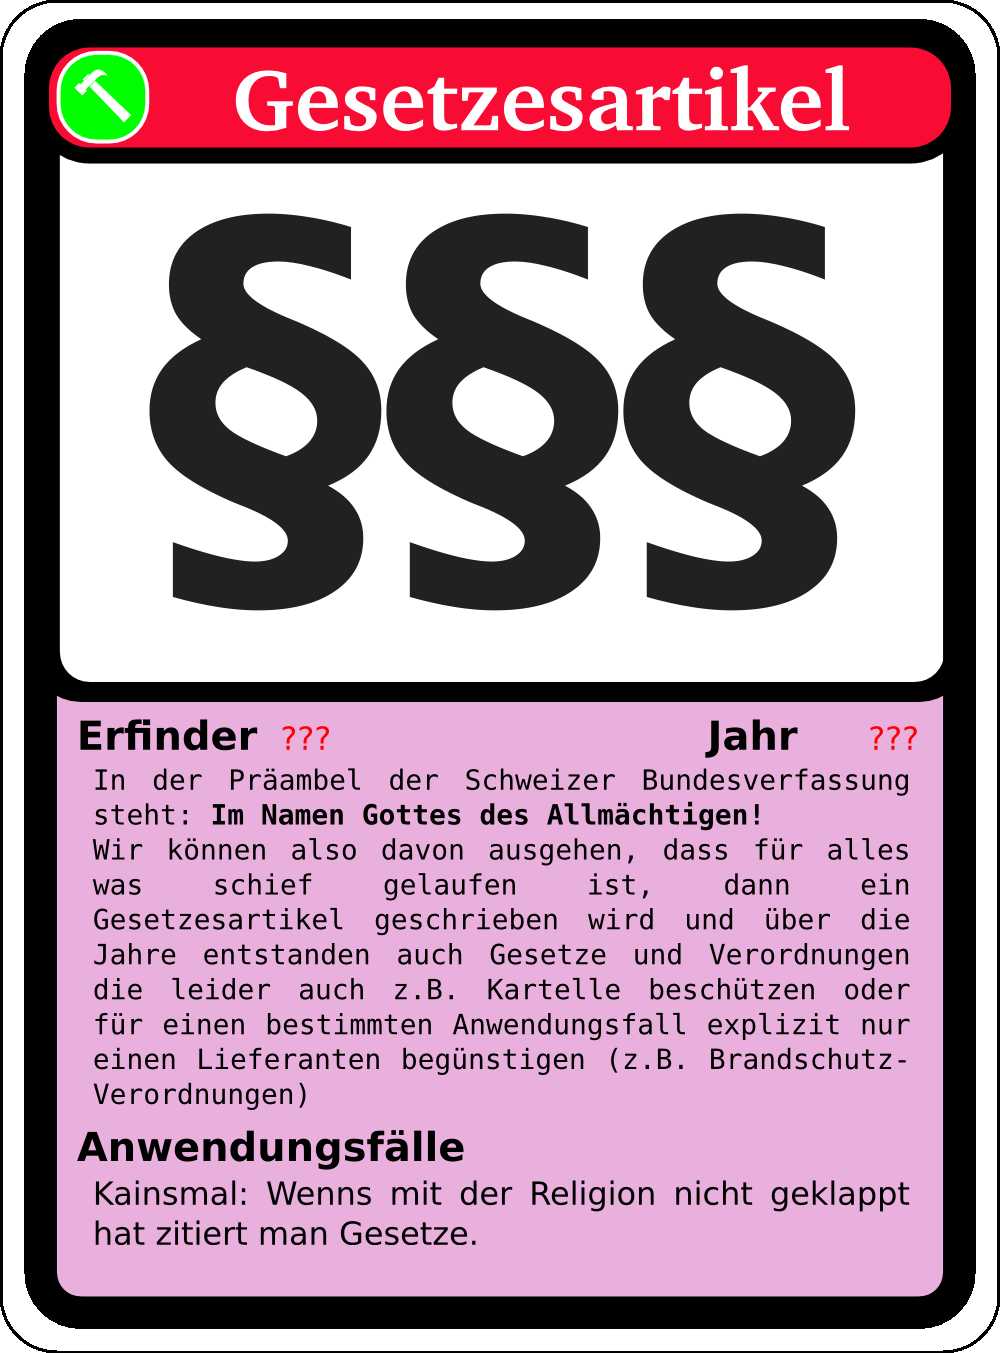 Gesetzesartikel
§§§
Erfinder ??? Jahr ???
In der Präambel der Schweizer Bundesverfassung
steht: Im Namen Gottes des Allmächtigen!
Wir können also davon ausgehen, dass für alles
was schief gelaufen ist, dann ein
Gesetzesartikel geschrieben wird und über die
Jahre entstanden auch Gesetze und Verordnungen
die leider auch z.B. Kartelle beschützen oder
für einen bestimmten Anwendungsfall explizit nur
einen Lieferanten begünstigen (z.B. Brandschutz-
Verordnungen)
Anwendungsfälle
Kainsmal: Wenns mit der Religion nicht geklappt
hat zitiert man Gesetze.